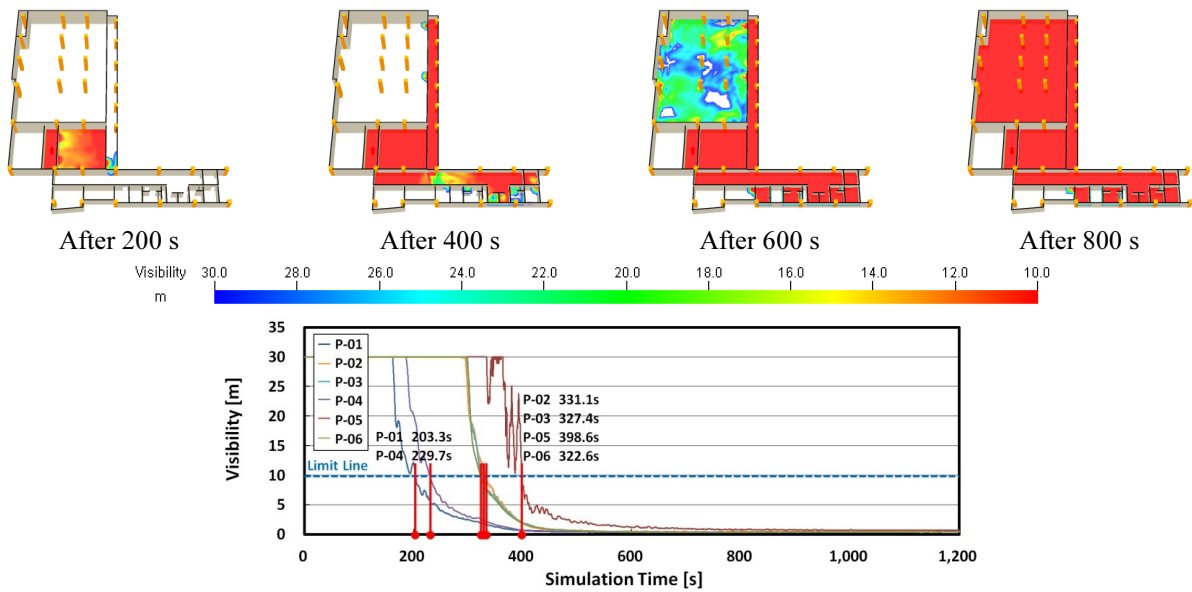 After 200 s
After 400 s
After 600 s
After 800 s
Visibility 30.0 28.0 26.0 24.0 22.0 20.0 18.0 16.0 14.0 12.0 10.0
m
35
30
25
20
15
10
5
0
Visibility [m]
P-01
P-02
P-03
P-04
P-05
P-06
P-01 203.3s
P-04 229.7s
P-02 331.1s
P-03 327.4s
P-05 398.6s
P-06 322.6s
Limit Line
0 200 400 600 800 1,000 1,200
Simulation Time [s]